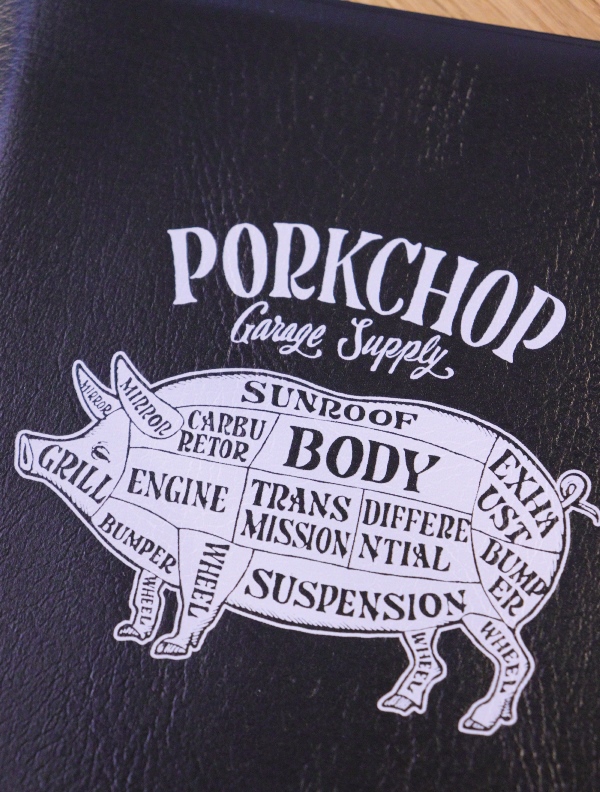 PORKCHOP
Garage Supply
SUNROOF
MIRROR
MIRROR
CARBU
RETOR
BODY
GRILL
ENGINE
TRANS
MISSION
DIFFERE
NTIAL
EXHA
UST
BUMPER
BUMP
ER
SUSPENSION
WHEEL
WHEEL
WHEEL
WHEEL